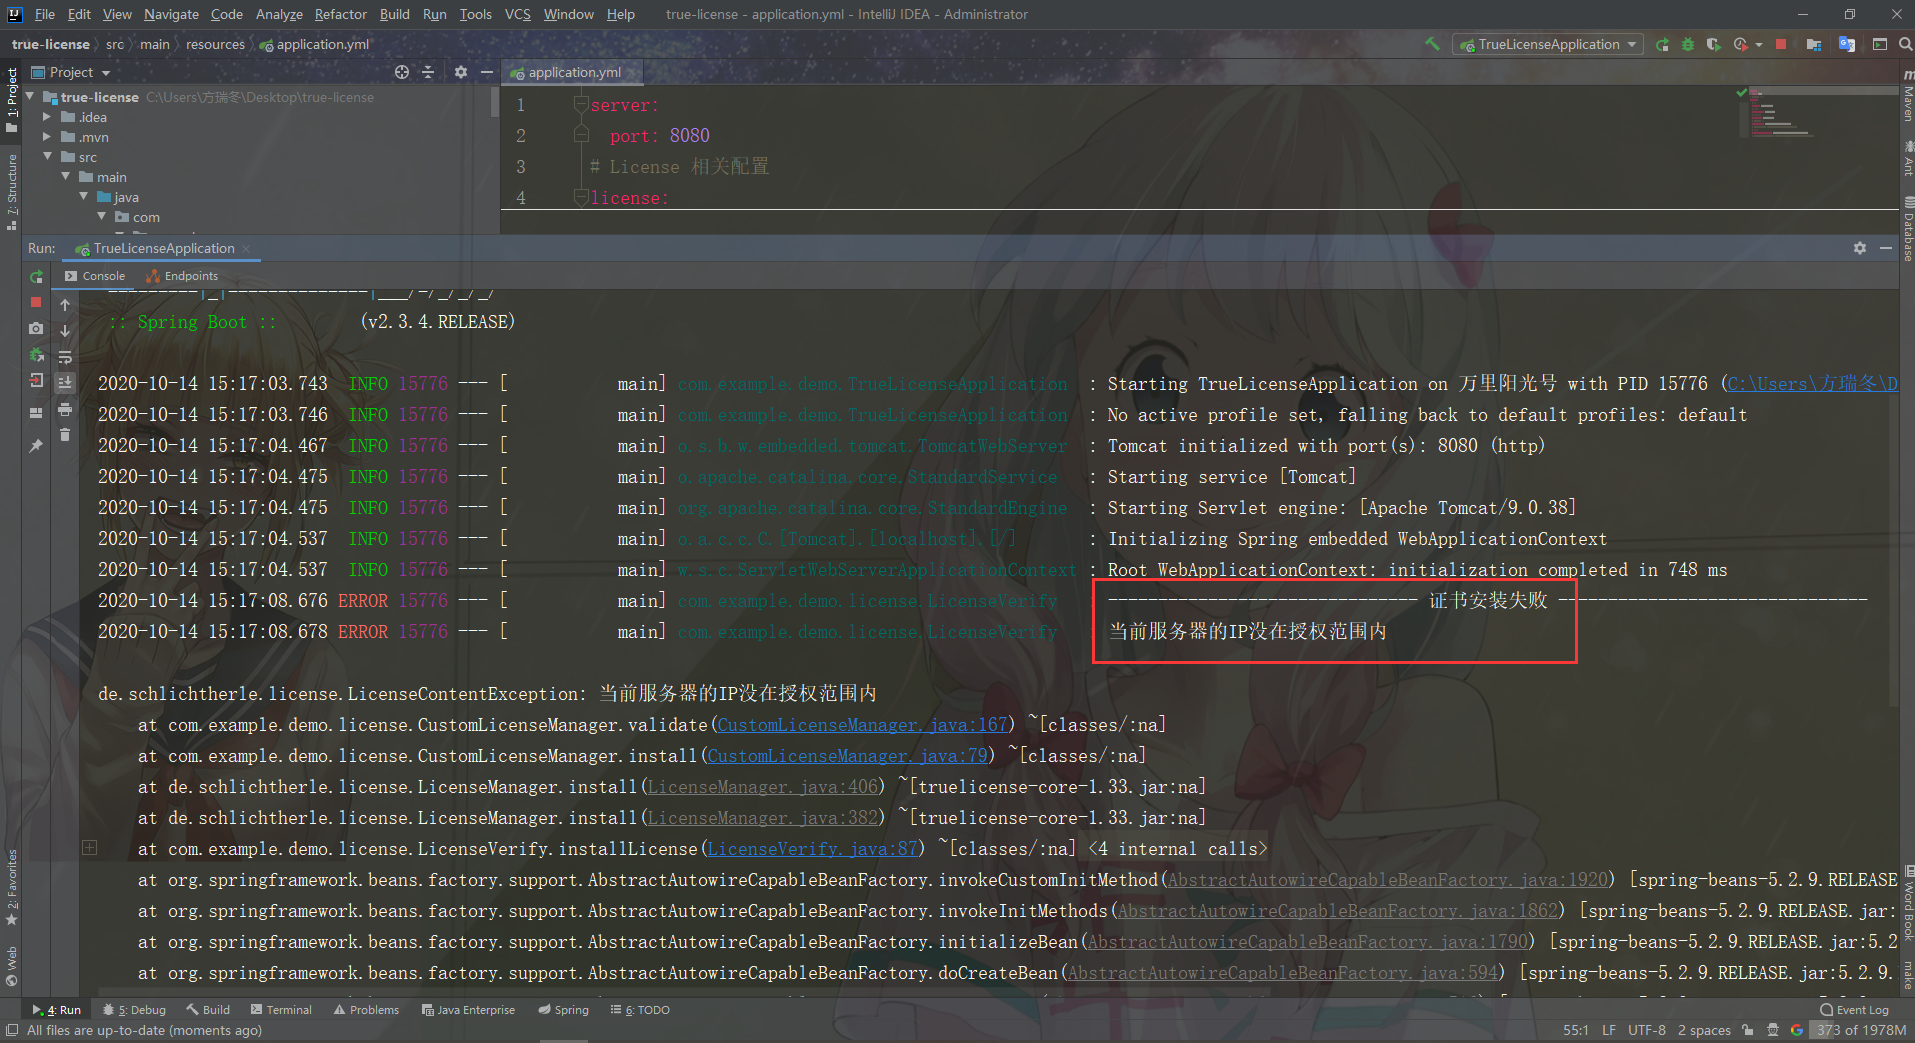 File Edit View Navigate Code Analyze Refactor Build Run Tools VCS Window Help true-license - application.yml - IntelliJ IDEA - Administrator
true-license src main resources application.yml TrueLicenseApplication
Project application.yml
true-license C:\Users\方瑞冬\Desktop\true-license
.idea
.mvn
src
main
java
com
1: Project
7: Structure
2: Favorites
Web
1 server:
2 port: 8080
3 # License 相关配置
4 license:
Maven
Ant
Database
Word Book
make
Run: TrueLicenseApplication
Console Endpoints
:: Spring Boot :: (v2.3.4.RELEASE)
2020-10-14 15:17:03.743 INFO 15776 --- [ main] com.example.demo.TrueLicenseApplication : Starting TrueLicenseApplication on 万里阳光号 with PID 15776 (C:\Users\方瑞冬\D
2020-10-14 15:17:03.746 INFO 15776 --- [ main] com.example.demo.TrueLicenseApplication : No active profile set, falling back to default profiles: default
2020-10-14 15:17:04.467 INFO 15776 --- [ main] o.s.b.w.embedded.tomcat.TomcatWebServer : Tomcat initialized with port(s): 8080 (http)
2020-10-14 15:17:04.475 INFO 15776 --- [ main] o.apache.catalina.core.StandardService : Starting service [Tomcat]
2020-10-14 15:17:04.475 INFO 15776 --- [ main] org.apache.catalina.core.StandardEngine : Starting Servlet engine: [Apache Tomcat/9.0.38]
2020-10-14 15:17:04.537 INFO 15776 --- [ main] o.a.c.c.C.[Tomcat].[localhost].[/] : Initializing Spring embedded WebApplicationContext
2020-10-14 15:17:04.537 INFO 15776 --- [ main] w.s.c.ServletWebServerApplicationContext : Root WebApplicationContext: initialization completed in 748 ms
2020-10-14 15:17:08.676 ERROR 15776 --- [ main] com.example.demo.license.LicenseVerify : ------------------------------- 证书安装失败 -------------------------------
2020-10-14 15:17:08.678 ERROR 15776 --- [ main] com.example.demo.license.LicenseVerify : 当前服务器的IP没在授权范围内
de.schlichtherle.license.LicenseContentException: 当前服务器的IP没在授权范围内
at com.example.demo.license.CustomLicenseManager.validate(CustomLicenseManager.java:167) ~[classes/:na]
at com.example.demo.license.CustomLicenseManager.install(CustomLicenseManager.java:79) ~[classes/:na]
at de.schlichtherle.license.LicenseManager.install(LicenseManager.java:406) ~[truelicense-core-1.33.jar:na]
at de.schlichtherle.license.LicenseManager.install(LicenseManager.java:382) ~[truelicense-core-1.33.jar:na]
at com.example.demo.license.LicenseVerify.installLicense(LicenseVerify.java:87) ~[classes/:na] <4 internal calls>
at org.springframework.beans.factory.support.AbstractAutowireCapableBeanFactory.invokeCustomInitMethod(AbstractAutowireCapableBeanFactory.java:1920) [spring-beans-5.2.9.RELEASE
at org.springframework.beans.factory.support.AbstractAutowireCapableBeanFactory.invokeInitMethods(AbstractAutowireCapableBeanFactory.java:1862) [spring-beans-5.2.9.RELEASE.jar:
at org.springframework.beans.factory.support.AbstractAutowireCapableBeanFactory.initializeBean(AbstractAutowireCapableBeanFactory.java:1790) [spring-beans-5.2.9.RELEASE.jar:5.2
at org.springframework.beans.factory.support.AbstractAutowireCapableBeanFactory.doCreateBean(AbstractAutowireCapableBeanFactory.java:594) [spring-beans-5.2.9.RELEASE.jar:5.2.9.
4: Run 5: Debug Build Terminal Problems Java Enterprise Spring 6: TODO Event Log
All files are up-to-date (moments ago) 55:1 LF UTF-8 2 spaces 373 of 1978M